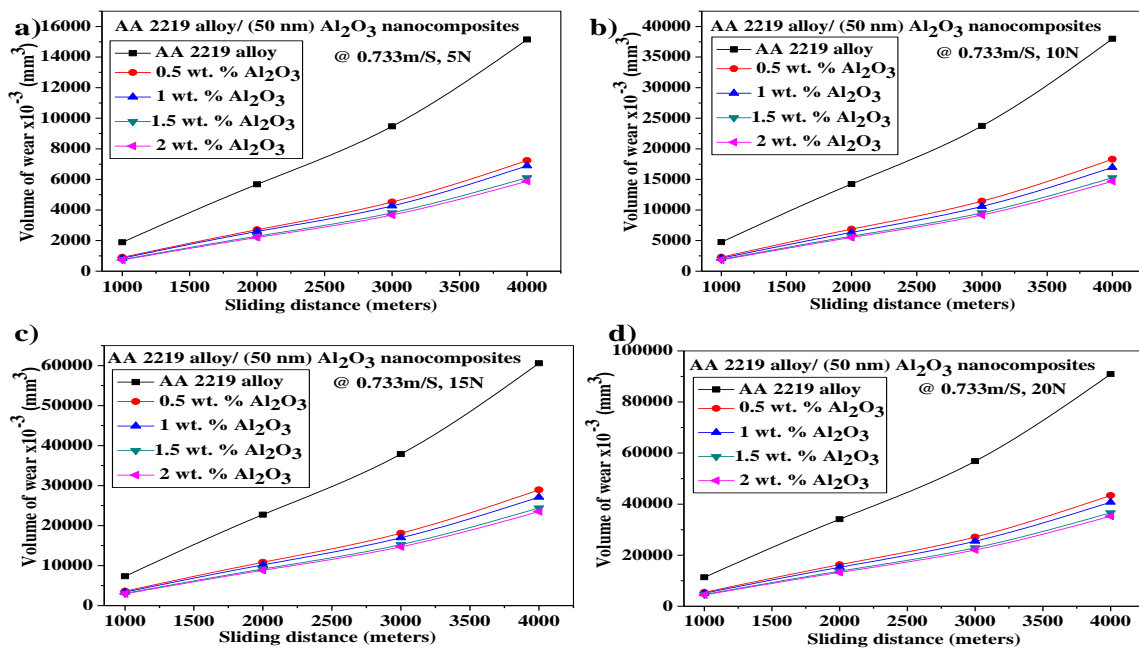 a)
AA 2219 alloy/ (50 nm) Al₂O₃ nanocomposites
@ 0.733m/S, 5N
AA 2219 alloy
0.5 wt. % Al₂O₃
1 wt. % Al₂O₃
1.5 wt. % Al₂O₃
2 wt. % Al₂O₃
Volume of wear x10⁻³ (mm³)
16000
14000
12000
10000
8000
6000
4000
2000
0
1000 1500 2000 2500 3000 3500 4000
Sliding distance (meters)
b)
AA 2219 alloy/ (50 nm) Al₂O₃ nanocomposites
@ 0.733m/S, 10N
AA 2219 alloy
0.5 wt. % Al₂O₃
1 wt. % Al₂O₃
1.5 wt. % Al₂O₃
2 wt. % Al₂O₃
Volume of wear x10⁻³ (mm³)
40000
35000
30000
25000
20000
15000
10000
5000
0
1000 1500 2000 2500 3000 3500 4000
Sliding distance (meters)
c)
AA 2219 alloy/ (50 nm) Al₂O₃ nanocomposites
@ 0.733m/S, 15N
AA 2219 alloy
0.5 wt. % Al₂O₃
1 wt. % Al₂O₃
1.5 wt. % Al₂O₃
2 wt. % Al₂O₃
Volume of wear x10⁻³ (mm³)
60000
50000
40000
30000
20000
10000
0
1000 1500 2000 2500 3000 3500 4000
Sliding distance (meters)
d)
AA 2219 alloy/ (50 nm) Al₂O₃ nanocomposites
@ 0.733m/S, 20N
AA 2219 alloy
0.5 wt. % Al₂O₃
1 wt. % Al₂O₃
1.5 wt. % Al₂O₃
2 wt. % Al₂O₃
Volume of wear x10⁻³ (mm³)
100000
80000
60000
40000
20000
0
1000 1500 2000 2500 3000 3500 4000
Sliding distance (meters)